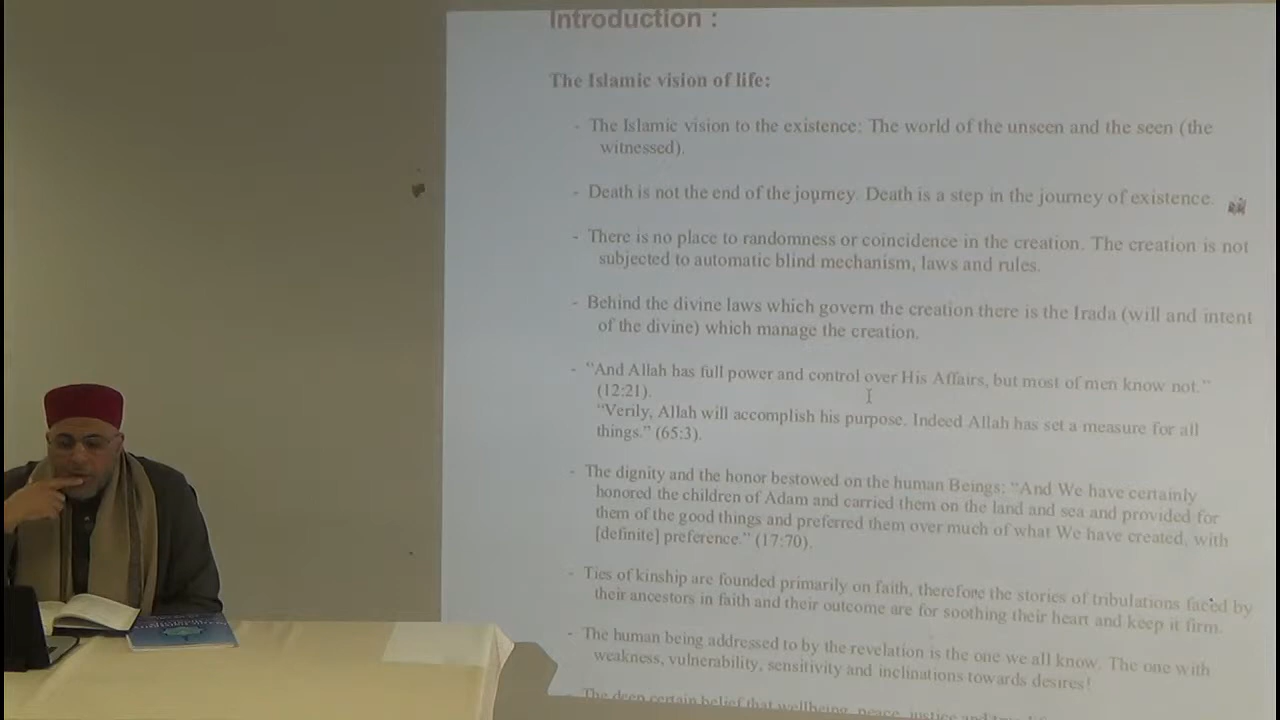 Introduction :
The Islamic vision of life:
- The Islamic vision to the existence: The world of the unseen and the seen (the
witnessed).
- Death is not the end of the journey. Death is a step in the journey of existence.
- There is no place to randomness or coincidence in the creation. The creation is not
subjected to automatic blind mechanism, laws and rules.
- Behind the divine laws which govern the creation there is the Irada (will and intent
of the divine) which manage the creation.
- “And Allah has full power and control over His Affairs, but most of men know not.”
(12:21).
“Verily, Allah will accomplish his purpose. Indeed Allah has set a measure for all
things.” (65:3).
- The dignity and the honor bestowed on the human Beings: “And We have certainly
honored the children of Adam and carried them on the land and sea and provided for
them of the good things and preferred them over much of what We have created, with
[definite] preference.” (17:70).
- Ties of kinship are founded primarily on faith, therefore the stories of tribulations faced by
their ancestors in faith and their outcome are for soothing their heart and keep it firm.
- The human being addressed to by the revelation is the one we all know. The one with
weakness, vulnerability, sensitivity and inclinations towards desires!
- The deep certain belief that wellbeing, peace, justice and